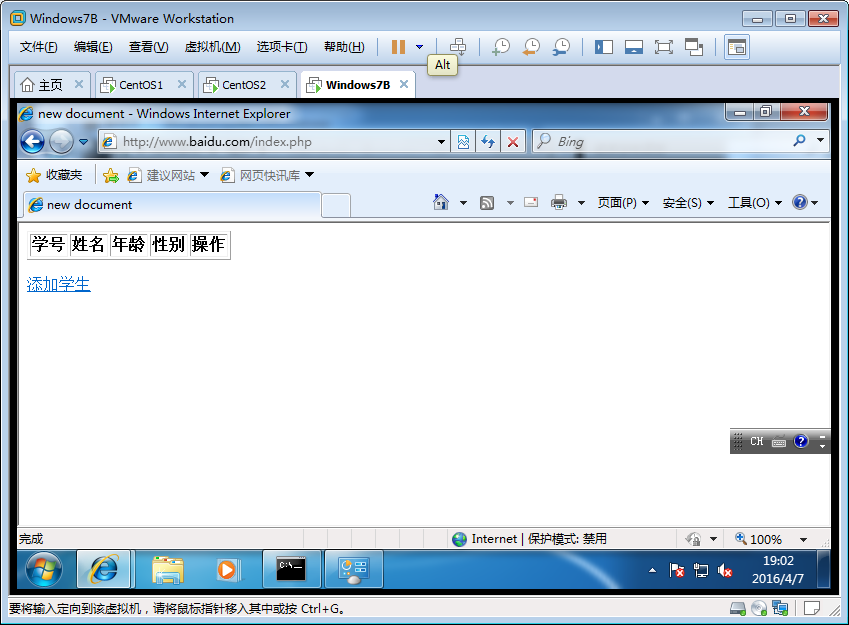 Windows7B - VMware Workstation
文件(F) 编辑(E) 查看(V) 虚拟机(M) 选项卡(T) 帮助(H)
Alt
主页 CentOS1 CentOS2 Windows7B
new document - Windows Internet Explorer
http://www.baidu.com/index.php Bing
收藏夹 建议网站 网页快讯库
new document 页面(P) 安全(S) 工具(O)
学号 姓名 年龄 性别 操作
添加学生
CH
完成 Internet | 保护模式: 禁用 100%
C:\_
19:02
2016/4/7
要将输入定向到该虚拟机，请将鼠标指针移入其中或按 Ctrl+G。